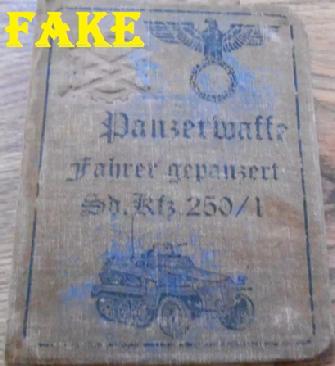 FAKE
Panzerwaffe
Fahrer gepanzert
Sd.Kfz 250/1